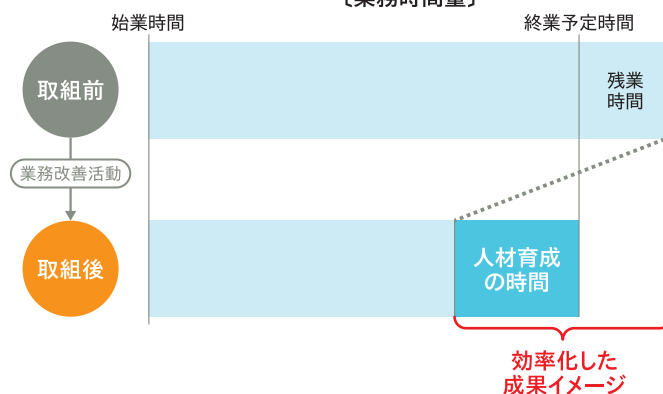 〔業務時間量〕
始業時間
終業予定時間
取組前
残業
時間
業務改善活動
取組後
人材育成
の時間
効率化した
成果イメージ